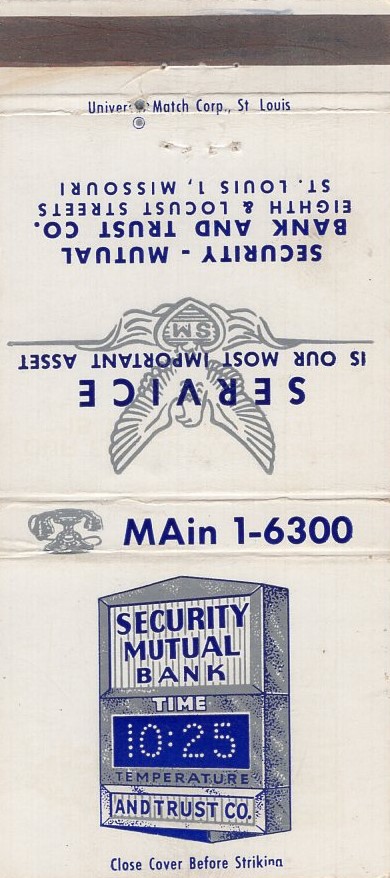 Universal Match Corp., St Louis
SERVICE
IS OUR MOST IMPORTANT ASSET
SM
SECURITY - MUTUAL
BANK AND TRUST CO.
EIGHTH & LOCUST STREETS
ST. LOUIS 1, MISSOURI
MAin 1-6300
SECURITY
MUTUAL
BANK
TIME
10:25
TEMPERATURE
AND TRUST CO.
Close Cover Before Striking